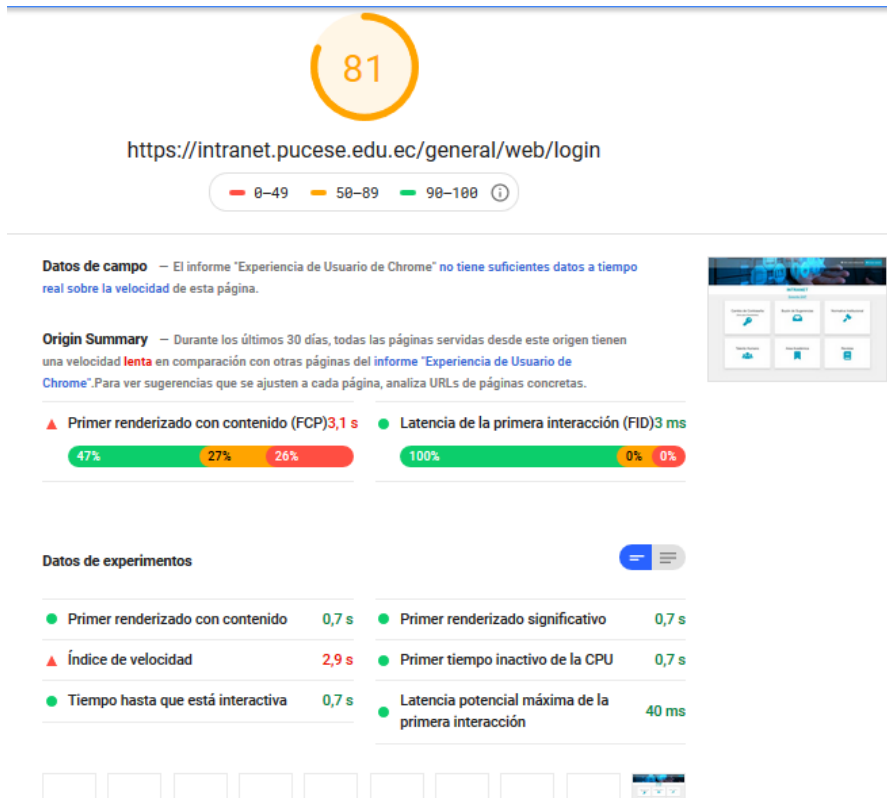 81
https://intranet.pucese.edu.ec/general/web/login
0–49 50–89 90–100
Datos de campo — El informe "Experiencia de Usuario de Chrome" no tiene suficientes datos a tiempo
real sobre la velocidad de esta página.
Origin Summary — Durante los últimos 30 días, todas las páginas servidas desde este origen tienen
una velocidad lenta en comparación con otras páginas del informe "Experiencia de Usuario de
Chrome".Para ver sugerencias que se ajusten a cada página, analiza URLs de páginas concretas.
INTRANET
Primer renderizado con contenido (FCP)3,1 s
47% 27% 26%
Latencia de la primera interacción (FID)3 ms
100% 0% 0%
Datos de experimentos
Primer renderizado con contenido 0,7 s
Primer renderizado significativo 0,7 s
Índice de velocidad 2,9 s
Primer tiempo inactivo de la CPU 0,7 s
Tiempo hasta que está interactiva 0,7 s
Latencia potencial máxima de la
primera interacción 40 ms